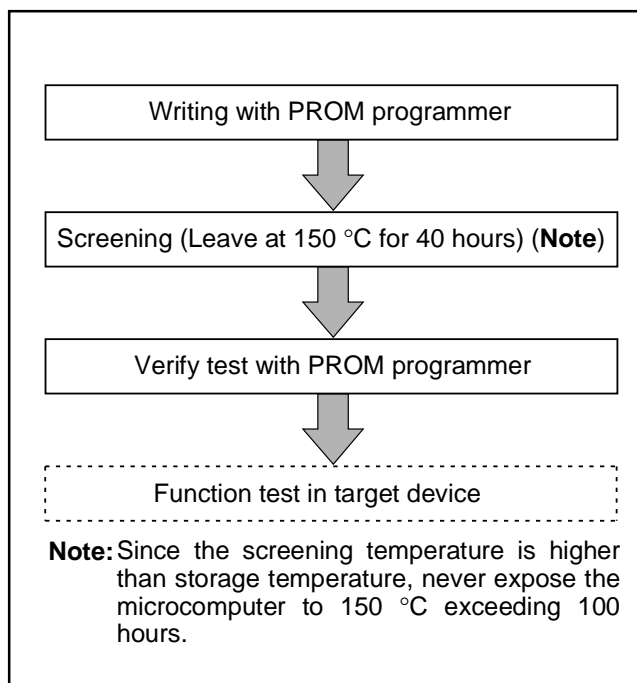 Writing with PROM programmer
Screening (Leave at 150 °C for 40 hours) (Note)
Verify test with PROM programmer
Function test in target device
Note: Since the screening temperature is higher
than storage temperature, never expose the
microcomputer to 150 °C exceeding 100
hours.